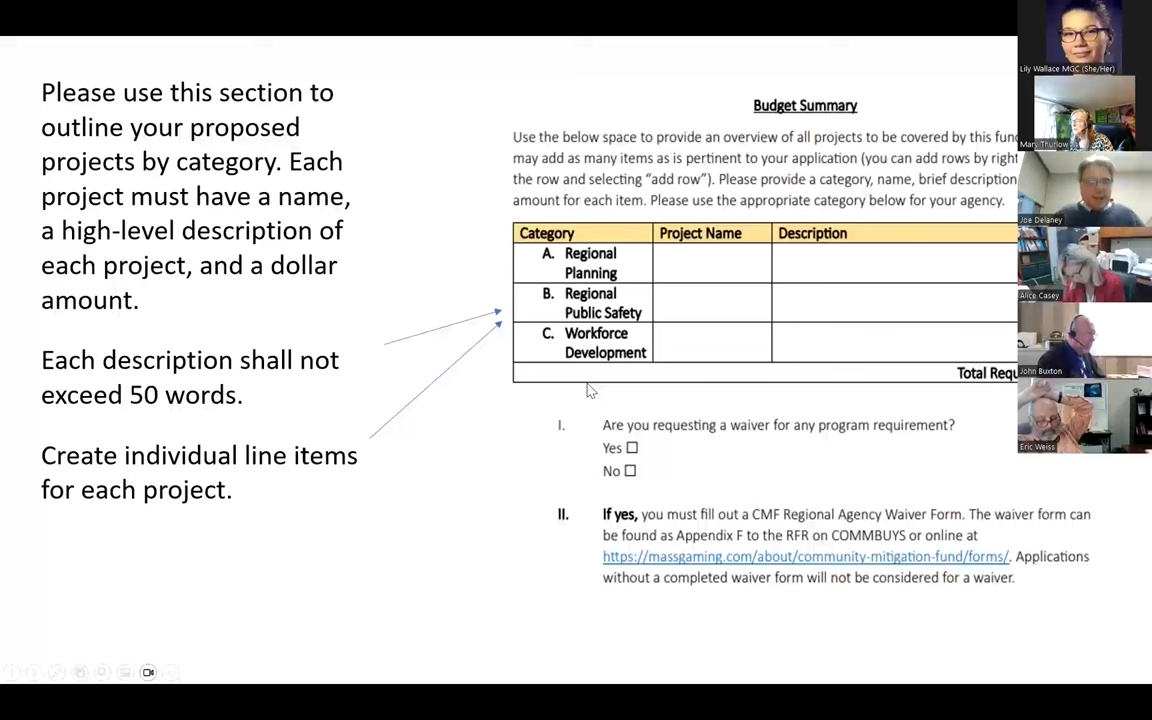 Please use this section to
outline your proposed
projects by category. Each
project must have a name,
a high-level description of
each project, and a dollar
amount.
Each description shall not
exceed 50 words.
Create individual line items
for each project.
Budget Summary
Use the below space to provide an overview of all projects to be covered by this
may add as many items as is pertinent to your application (you can add rows by
the row and selecting “add row”). Please provide a category, name, brief description
amount for each item. Please use the appropriate category below for your agency.
Category Project Name Description
A. Regional
Planning
B. Regional
Public Safety
C. Workforce
Development
Total
I. Are you requesting a waiver for any program requirement?
Yes ☐
No ☐
II. If yes, you must fill out a CMF Regional Agency Waiver Form. The waiver form can
be found as Appendix F to the RFR on COMMBUYS or online at
https://massgaming.com/about/community-mitigation-fund/forms/. Applications
without a completed waiver form will not be considered for a waiver.
Lily Wallace MGC (She/Her)
Mary Thurlow
Joe Delaney
Alice Casey
John Buxton
Eric Weiss